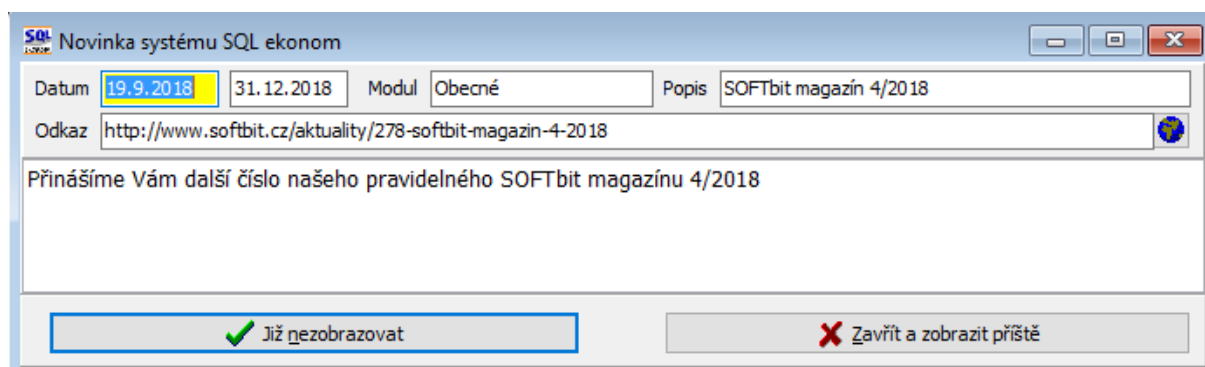 SQL Novinka systému SQL ekonom
Datum 19.9.2018 31.12.2018 Modul Obecné Popis SOFTbit magazín 4/2018
Odkaz http://www.softbit.cz/aktuality/278-softbit-magazin-4-2018
Přinášíme Vám další číslo našeho pravidelného SOFTbit magazínu 4/2018
Již nezobrazovat Zavřít a zobrazit příště